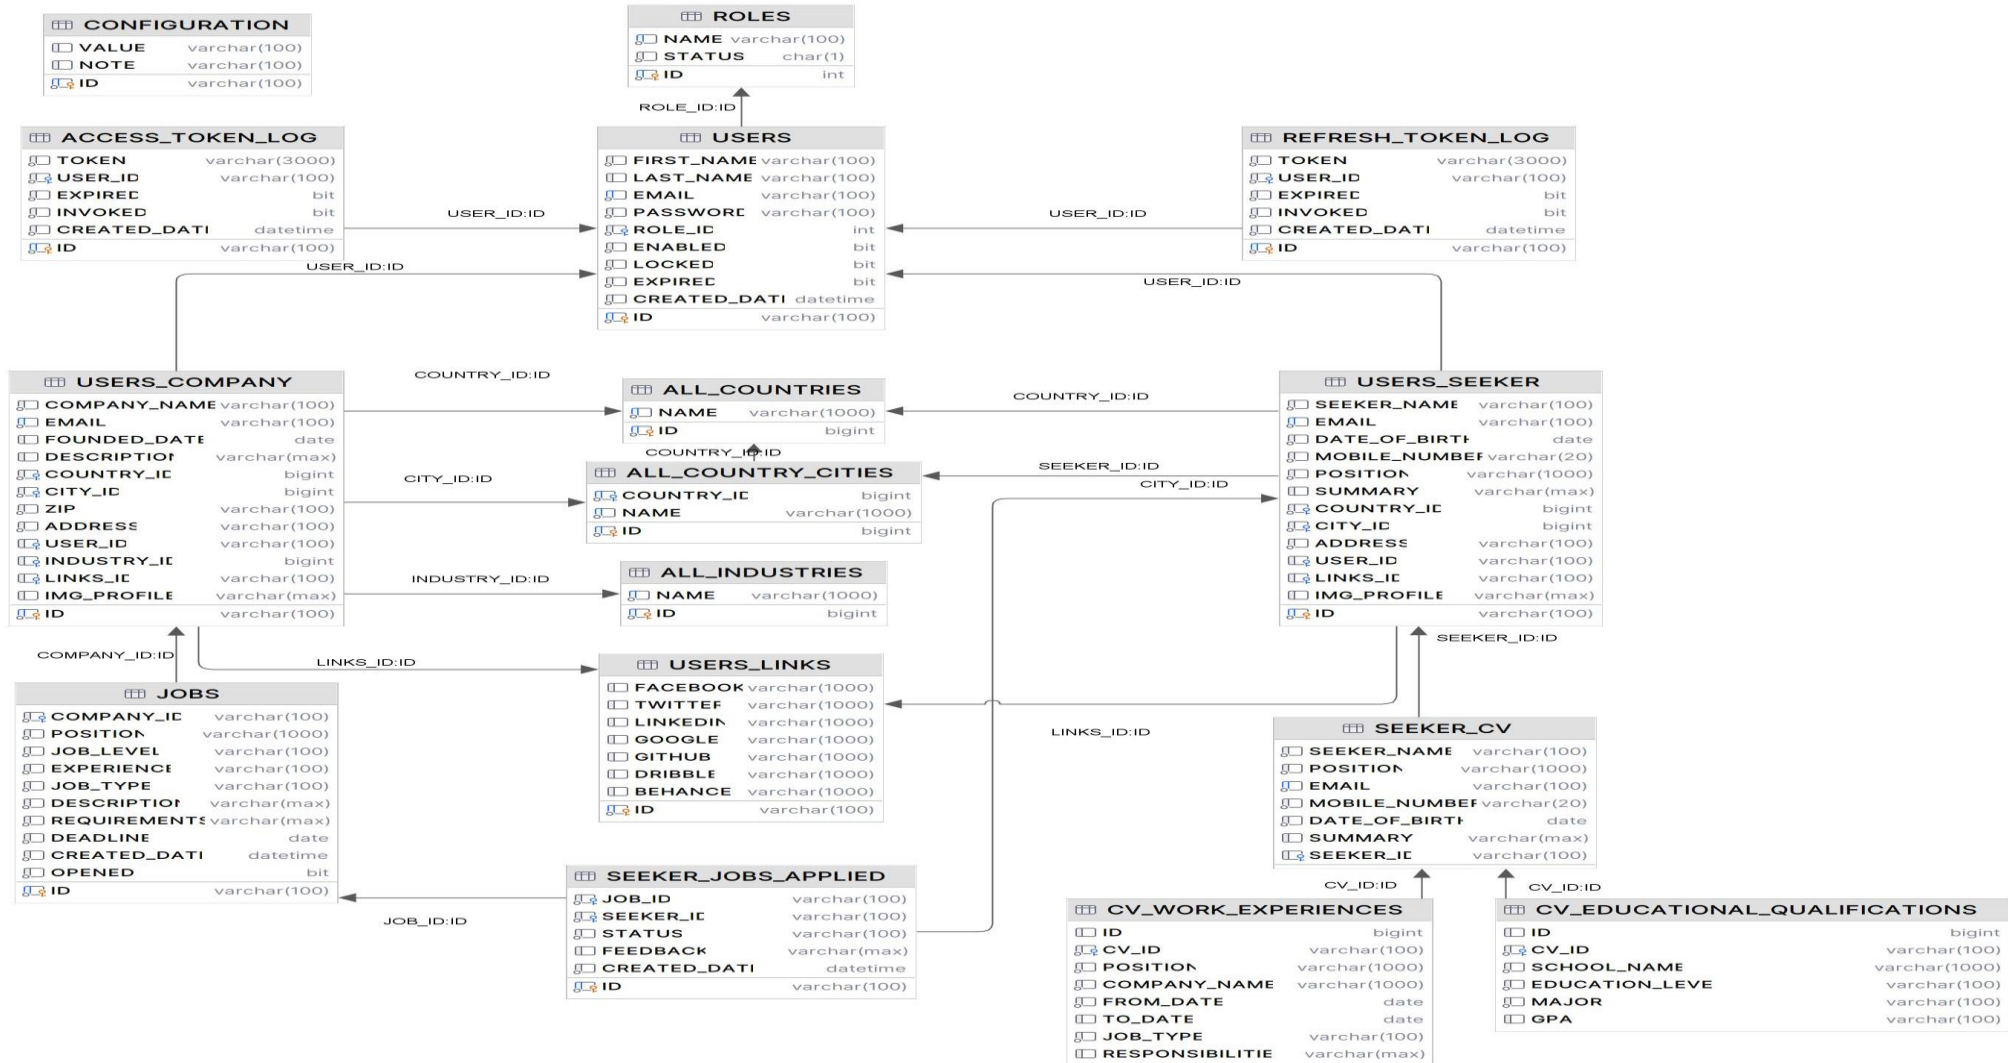 CONFIGURATION
VALUE varchar(100)
NOTE varchar(100)
ID varchar(100)
ROLES
NAME varchar(100)
STATUS char(1)
ID int
ROLE_ID:ID
ACCESS_TOKEN_LOG
TOKEN varchar(3000)
USER_ID varchar(100)
EXPIRED bit
INVOKED bit
CREATED_DATI datetime
ID varchar(100)
USER_ID:ID
USERS
FIRST_NAME varchar(100)
LAST_NAME varchar(100)
EMAIL varchar(100)
PASSWORD varchar(100)
ROLE_ID int
ENABLED bit
LOCKED bit
EXPIRED bit
CREATED_DATI datetime
ID varchar(100)
USER_ID:ID
REFRESH_TOKEN_LOG
TOKEN varchar(3000)
USER_ID varchar(100)
EXPIRED bit
INVOKED bit
CREATED_DATI datetime
ID varchar(100)
USER_ID:ID
USER_ID:ID
USERS_COMPANY
COMPANY_NAME varchar(100)
EMAIL varchar(100)
FOUNDED_DATE date
DESCRIPTION varchar(max)
COUNTRY_ID bigint
CITY_ID bigint
ZIP varchar(100)
ADDRESS varchar(100)
USER_ID varchar(100)
INDUSTRY_ID bigint
LINKS_ID varchar(100)
IMG_PROFILE varchar(max)
ID varchar(100)
COUNTRY_ID:ID
CITY_ID:ID
INDUSTRY_ID:ID
ALL_COUNTRIES
NAME varchar(1000)
ID bigint
COUNTRY_ID:ID
ALL_COUNTRY_CITIES
COUNTRY_ID bigint
NAME varchar(1000)
ID bigint
ALL_INDUSTRIES
NAME varchar(1000)
ID bigint
COUNTRY_ID:ID
SEEKER_ID:ID
CITY_ID:ID
USERS_SEEKER
SEEKER_NAME varchar(100)
EMAIL varchar(100)
DATE_OF_BIRTH date
MOBILE_NUMBER varchar(20)
POSITION varchar(1000)
SUMMARY varchar(max)
COUNTRY_ID bigint
CITY_ID bigint
ADDRESS varchar(100)
USER_ID varchar(100)
LINKS_ID varchar(100)
IMG_PROFILE varchar(max)
ID varchar(100)
COMPANY_ID:ID
LINKS_ID:ID
SEEKER_ID:ID
JOBS
COMPANY_ID varchar(100)
POSITION varchar(1000)
JOB_LEVEL varchar(100)
EXPERIENCE varchar(100)
JOB_TYPE varchar(100)
DESCRIPTION varchar(max)
REQUIREMENTS varchar(max)
DEADLINE date
CREATED_DATI datetime
OPENED bit
ID varchar(100)
USERS_LINKS
FACEBOOK varchar(1000)
TWITTER varchar(1000)
LINKEDIN varchar(1000)
GOOGLE varchar(1000)
GITHUB varchar(1000)
DRIBBLE varchar(1000)
BEHANCE varchar(1000)
ID varchar(100)
LINKS_ID:ID
SEEKER_CV
SEEKER_NAME varchar(100)
POSITION varchar(1000)
EMAIL varchar(100)
MOBILE_NUMBER varchar(20)
DATE_OF_BIRTH date
SUMMARY varchar(max)
SEEKER_ID varchar(100)
JOB_ID:ID
SEEKER_JOBS_APPLIED
JOB_ID varchar(100)
SEEKER_ID varchar(100)
STATUS varchar(100)
FEEDBACK varchar(max)
CREATED_DATI datetime
ID varchar(100)
CV_ID:ID
CV_ID:ID
CV_WORK_EXPERIENCES
ID bigint
CV_ID varchar(100)
POSITION varchar(1000)
COMPANY_NAME varchar(1000)
FROM_DATE date
TO_DATE date
JOB_TYPE varchar(100)
RESPONSIBILITIE varchar(max)
CV_EDUCATIONAL_QUALIFICATIONS
ID bigint
CV_ID varchar(100)
SCHOOL_NAME varchar(1000)
EDUCATION_LEVE varchar(100)
MAJOR varchar(100)
GPA varchar(100)